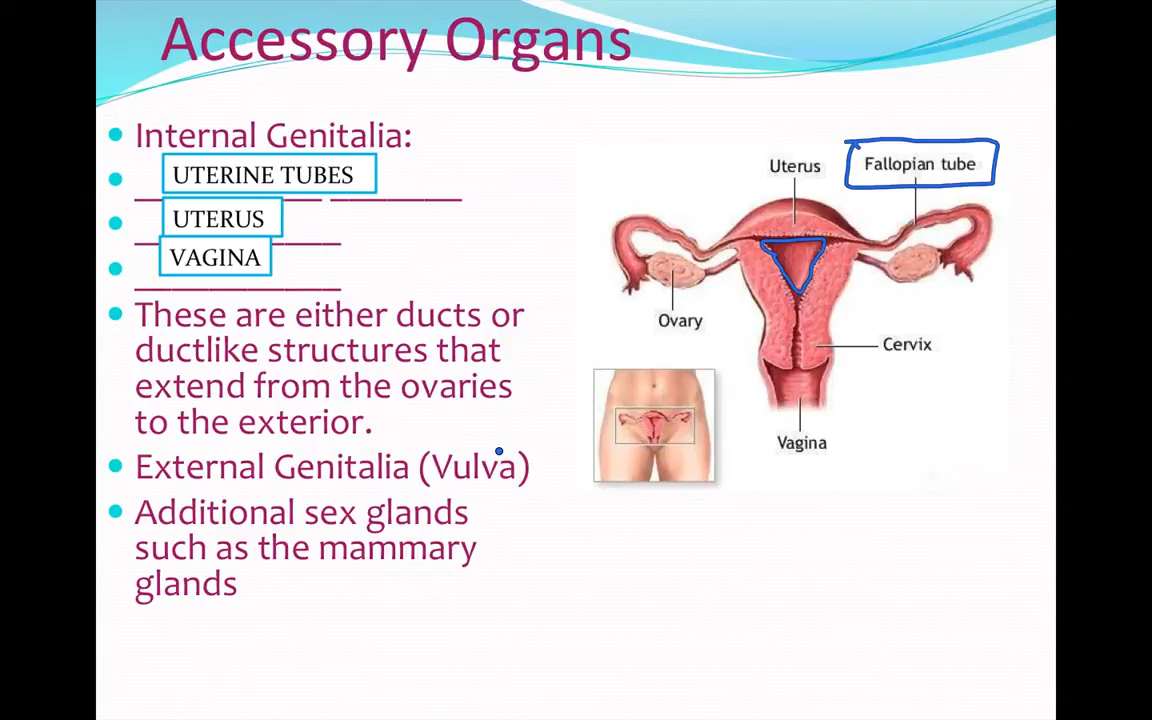 Accessory Organs
Internal Genitalia:
UTERINE TUBES
UTERUS
VAGINA
These are either ducts or
ductlike structures that
extend from the ovaries
to the exterior.
External Genitalia (Vulva)
Additional sex glands
such as the mammary
glands
Uterus
Fallopian tube
Ovary
Cervix
Vagina